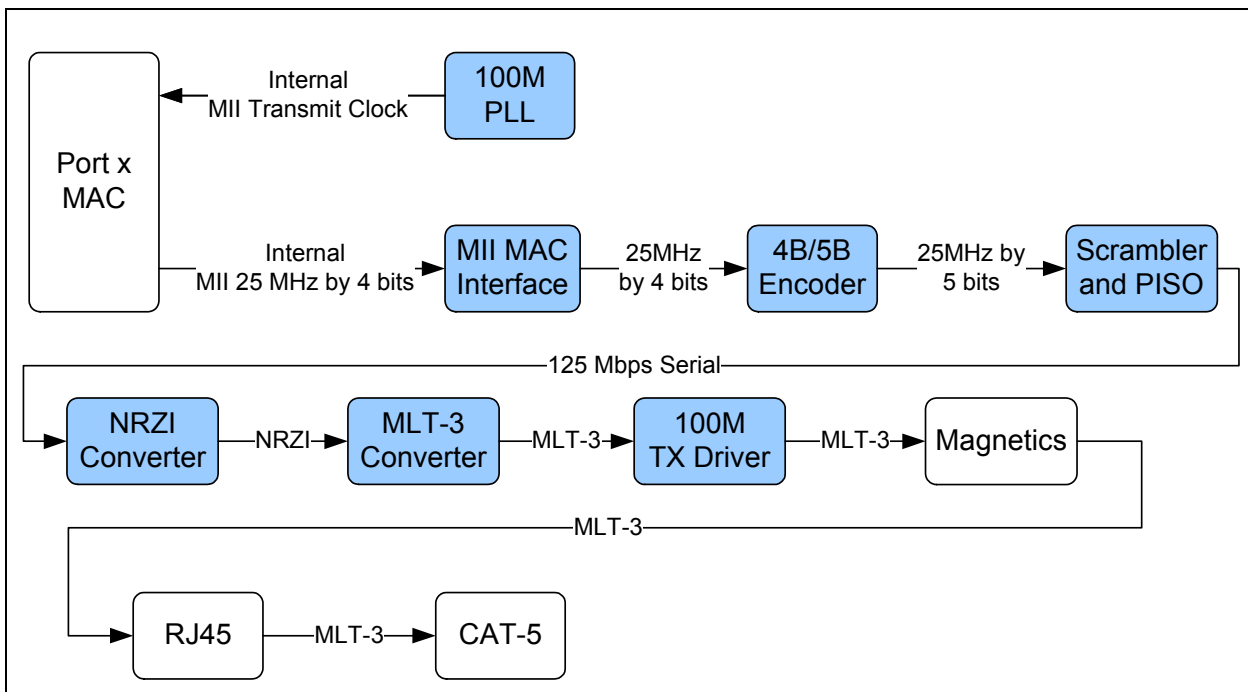 Port x
MAC
Internal
MII Transmit Clock
100M
PLL
Internal
MII 25 MHz by 4 bits
MII MAC
Interface
25MHz
by 4 bits
4B/5B
Encoder
25MHz by
5 bits
Scrambler
and PISO
125 Mbps Serial
NRZI
Converter
NRZI
MLT-3
Converter
MLT-3
100M
TX Driver
MLT-3
Magnetics
MLT-3
RJ45
MLT-3
CAT-5